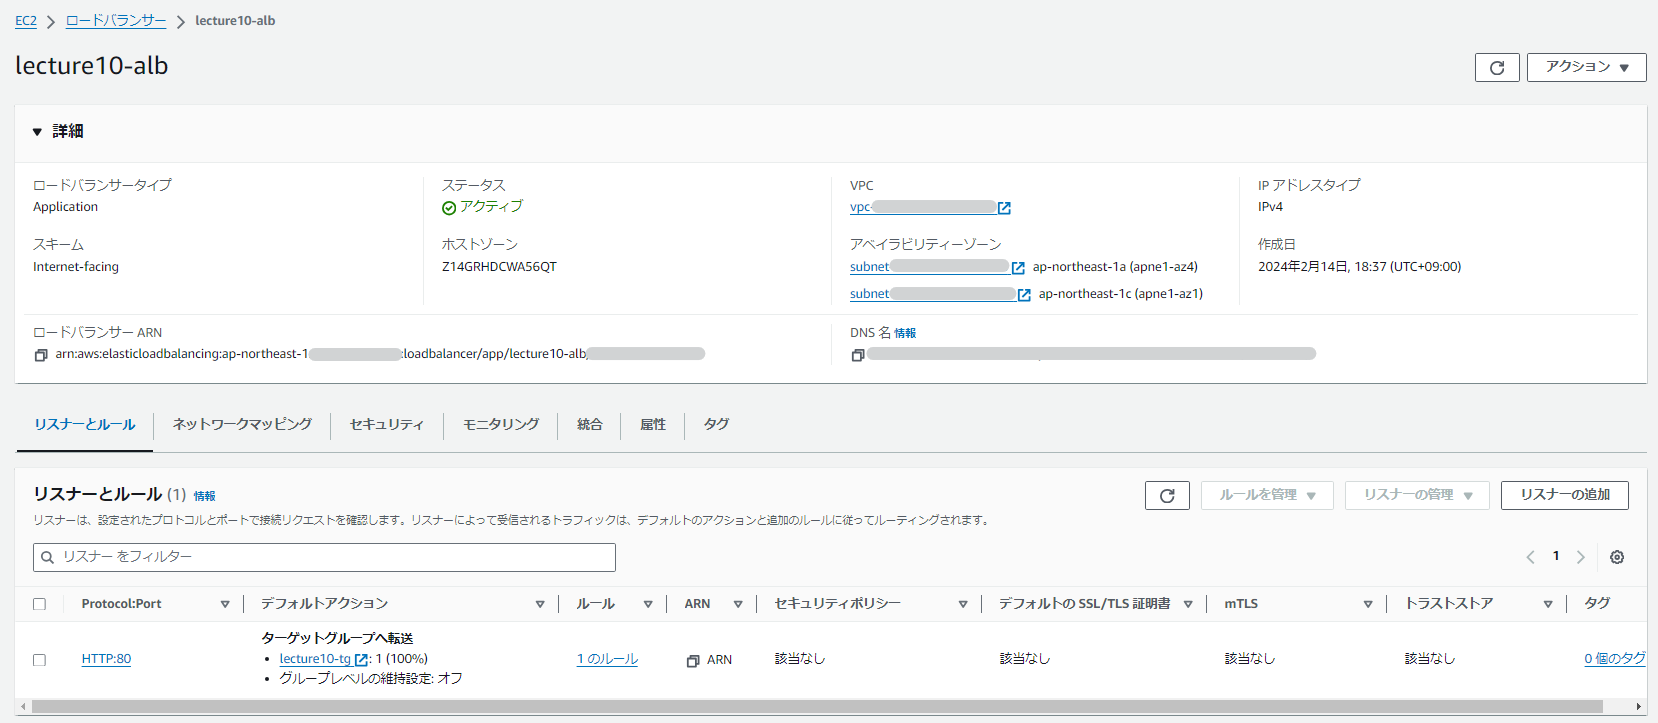 EC2 > ロードバランサー > lecture10-alb
lecture10-alb
アクション ▼
▼ 詳細
ロードバランサータイプ
Application
ステータス
アクティブ
VPC
vpc-
IP アドレスタイプ
IPv4
スキーム
Internet-facing
ホストゾーン
Z14GRHDCWA56QT
アベイラビリティーゾーン
subnet ap-northeast-1a (apne1-az4)
subnet ap-northeast-1c (apne1-az1)
作成日
2024年2月14日, 18:37 (UTC+09:00)
ロードバランサー ARN
arn:aws:elasticloadbalancing:ap-northeast-1 :loadbalancer/app/lecture10-alb
DNS 名 情報
リスナーとルール ネットワークマッピング セキュリティ モニタリング 統合 属性 タグ
リスナーとルール (1) 情報
ルールを管理 ▼ リスナーの管理 ▼ リスナーの追加
リスナーは、設定されたプロトコルとポートで接続リクエストを確認します。リスナーによって受信されるトラフィックは、デフォルトのアクションと追加のルールに従ってルーティングされます。
リスナー をフィルター
1
Protocol:Port デフォルトアクション ルール ARN セキュリティポリシー デフォルトの SSL/TLS 証明書 mTLS トラストストア タグ
HTTP:80
ターゲットグループへ転送
• lecture10-tg : 1 (100%)
• グループレベルの維持設定: オフ
1 のルール ARN 該当なし 該当なし 該当なし 該当なし 0 個のタグ